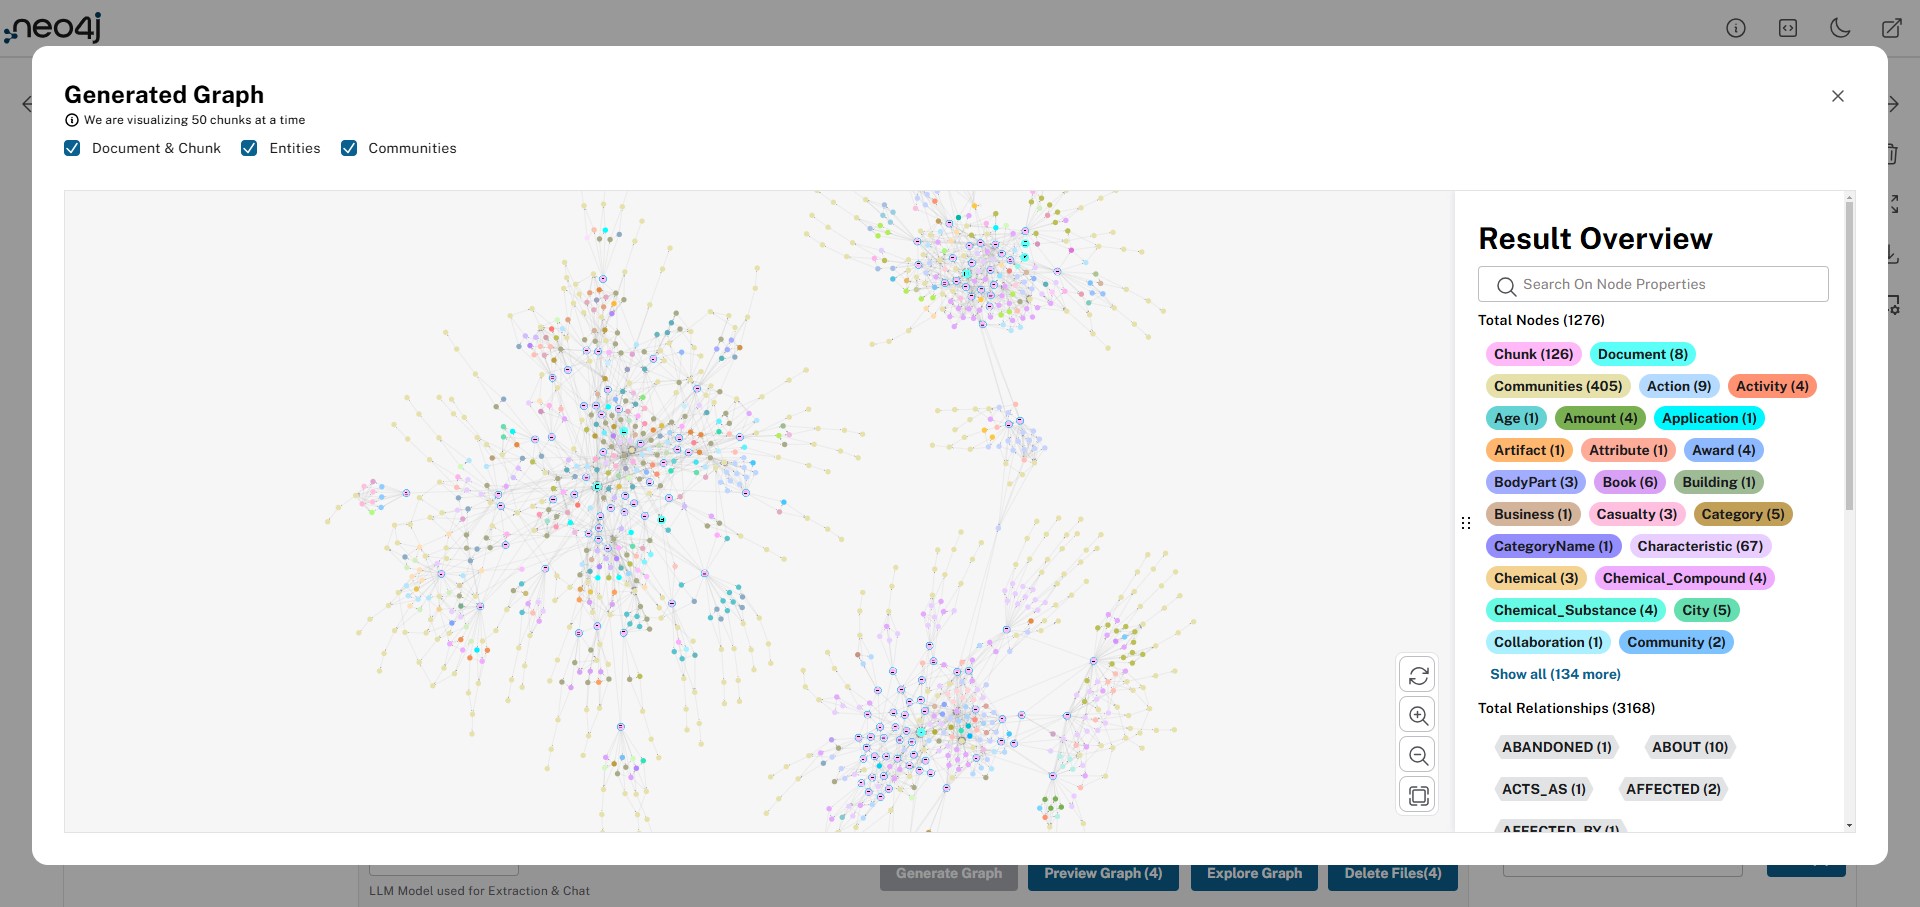 neo4j
Generated Graph
We are visualizing 50 chunks at a time
Document & Chunk Entities Communities
Result Overview
Search On Node Properties
Total Nodes (1276)
Chunk (126) Document (8)
Communities (405) Action (9) Activity (4)
Age (1) Amount (4) Application (1)
Artifact (1) Attribute (1) Award (4)
BodyPart (3) Book (6) Building (1)
Business (1) Casualty (3) Category (5)
CategoryName (1) Characteristic (67)
Chemical (3) Chemical_Compound (4)
Chemical_Substance (4) City (5)
Collaboration (1) Community (2)
Show all (134 more)
Total Relationships (3168)
ABANDONED (1) ABOUT (10)
ACTS_AS (1) AFFECTED (2)
AFFECTED_BY (1)
Generate Graph Preview Graph (4) Explore Graph Delete Files(4)
LLM Model used for Extraction & Chat